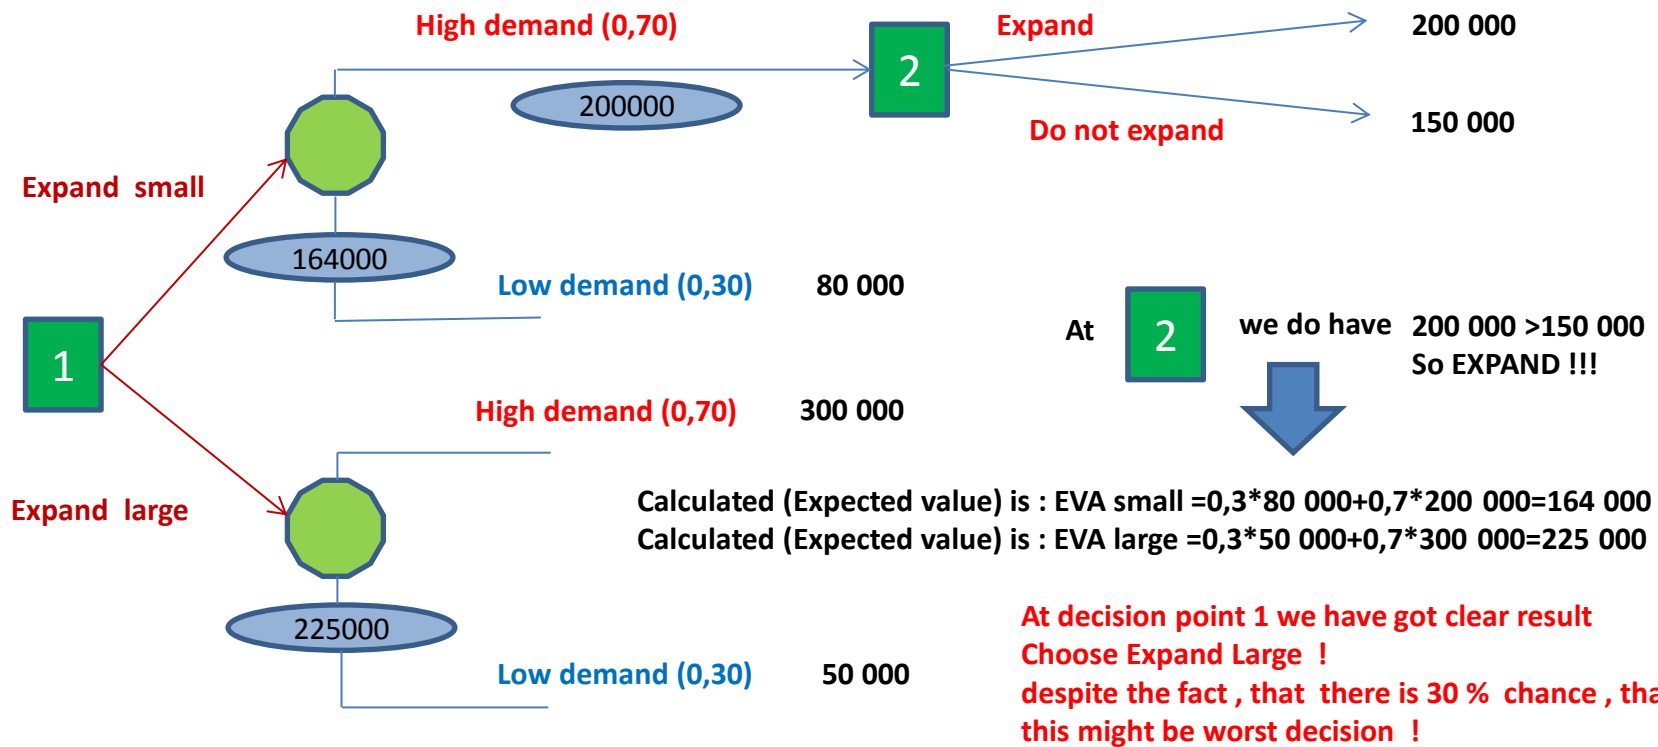 High demand (0,70)
2
Expand
200 000
200000
Do not expand
150 000
Expand  small
164000
Low demand (0,30)
80 000
1
At
2
we do have
200 000 >150 000
So EXPAND !!!
High demand (0,70)
300 000
Expand  large
Calculated (Expected value) is : EVA small =0,3*80 000+0,7*200 000=164 000
Calculated (Expected value) is : EVA large =0,3*50 000+0,7*300 000=225 000
225000
Low demand (0,30)
50 000
At decision point 1 we have got clear result
Choose Expand Large  !
despite the fact , that  there is 30 %  chance , tha
this might be worst decision  !